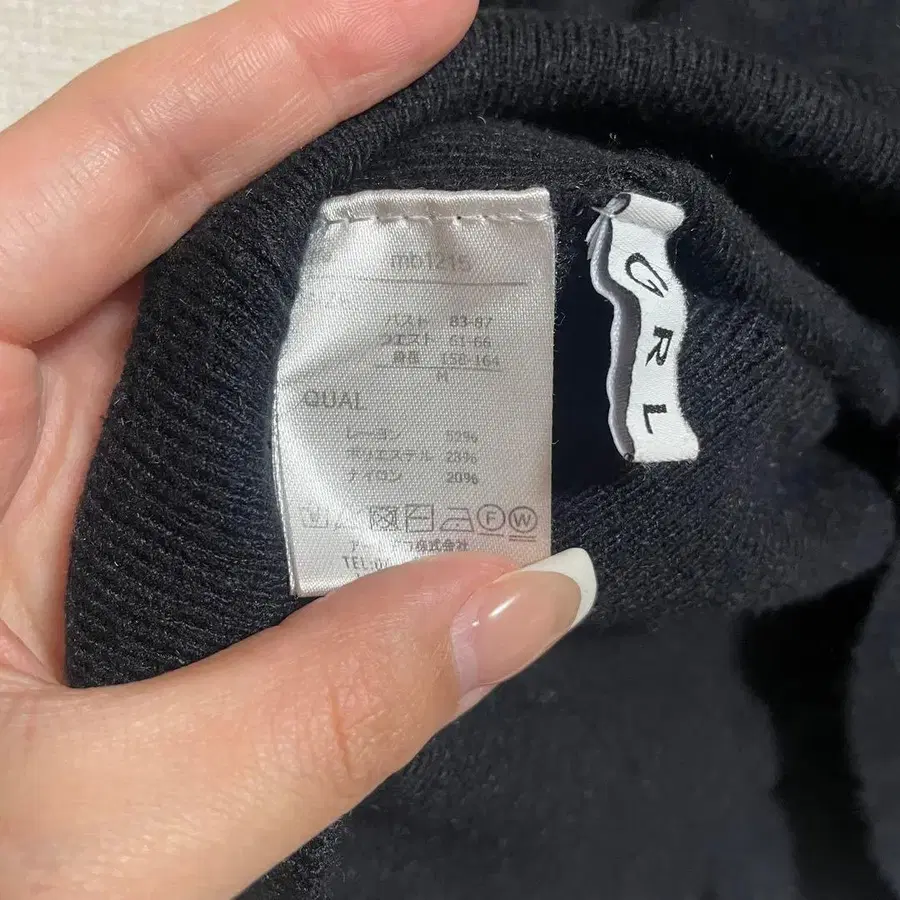 mb1215
バスト 83-87
ウエスト 61-66
身長 158-164
M
QUAL
レーヨン 52%
ポリエステル 28%
ナイロン 20%
F W
株式会社
TEL:0
GRL